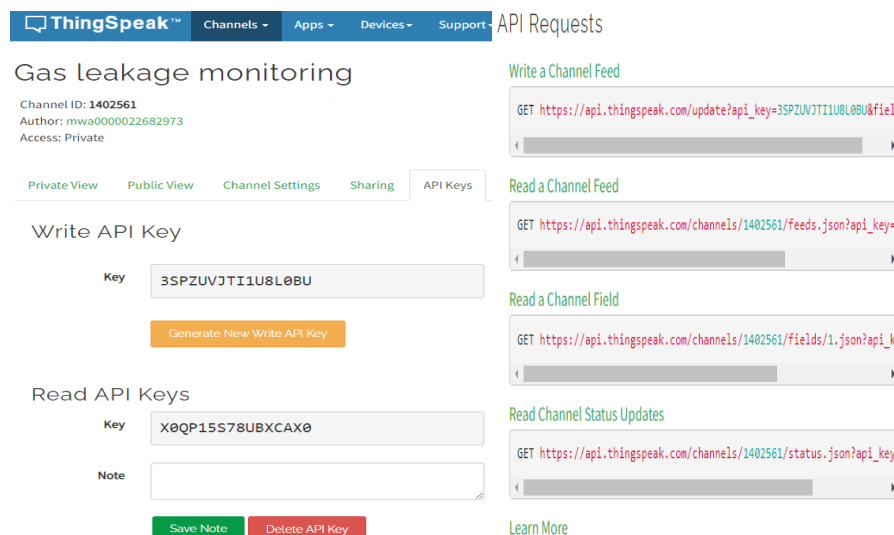 ThingSpeak™ Channels Apps Devices Support
Gas leakage monitoring
Channel ID: 1402561
Author: mwa0000022682973
Access: Private
Private View Public View Channel Settings Sharing API Keys
Write API Key
Key 3SPZUVJTI1U8L0BU
Generate New Write API Key
Read API Keys
Key X0QP15S78UBXCAX0
Note
Save Note Delete API Key
API Requests
Write a Channel Feed
GET https://api.thingspeak.com/update?api_key=3SPZUVJTI1U8L0BU&fiel
Read a Channel Feed
GET https://api.thingspeak.com/channels/1402561/feeds.json?api_key=
Read a Channel Field
GET https://api.thingspeak.com/channels/1402561/fields/1.json?api_k
Read Channel Status Updates
GET https://api.thingspeak.com/channels/1402561/status.json?api_key
Learn More